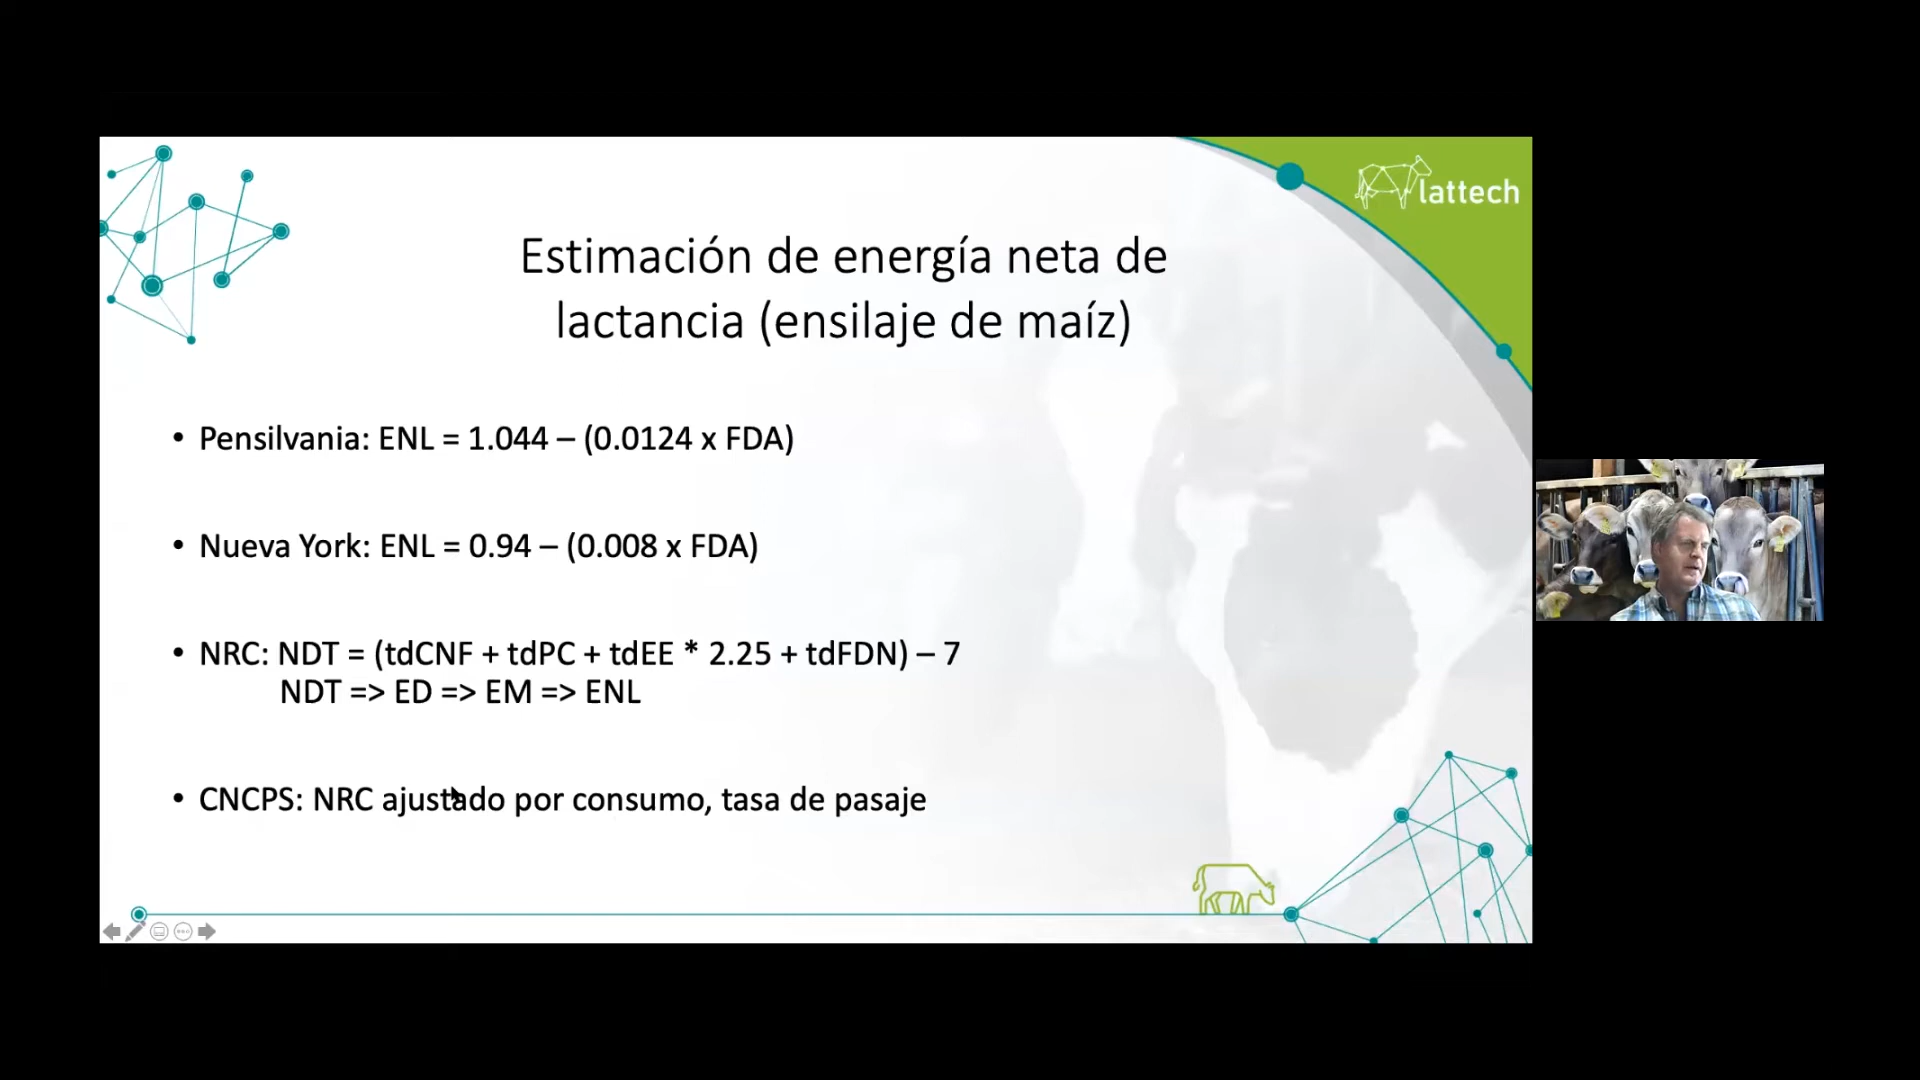 lattech
Estimación de energía neta de
lactancia (ensilaje de maíz)
• Pensilvania: ENL = 1.044 – (0.0124 x FDA)
• Nueva York: ENL = 0.94 – (0.008 x FDA)
• NRC: NDT = (tdCNF + tdPC + tdEE * 2.25 + tdFDN) – 7
NDT => ED => EM => ENL
• CNCPS: NRC ajustado por consumo, tasa de pasaje